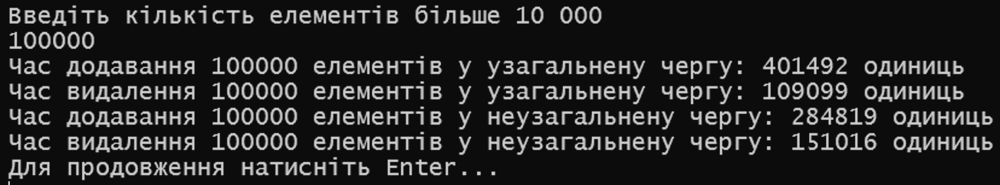 Введіть кількість елементів більше 10 000
100000
Час додавання 100000 елементів у узагальнену чергу: 401492 одиниць
Час видалення 100000 елементів у узагальнену чергу: 109099 одиниць
Час додавання 100000 елементів у неузагальнену чергу: 284819 одиниць
Час видалення 100000 елементів у неузагальнену чергу: 151016 одиниць
Для продовження натисніть Enter...